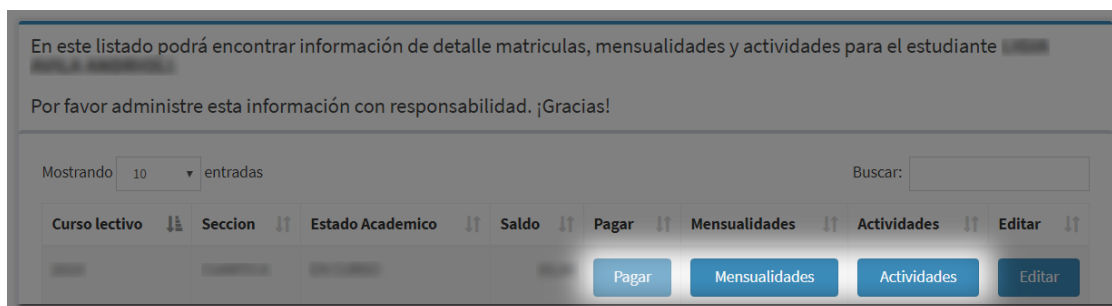 En este listado podrá encontrar información de detalle matriculas, mensualidades y actividades para el estudiante
Por favor administre esta información con responsabilidad. ¡Gracias!
Mostrando 10 entradas Buscar:
Curso lectivo Seccion Estado Academico Saldo Pagar Mensualidades Actividades Editar
Pagar Mensualidades Actividades Editar